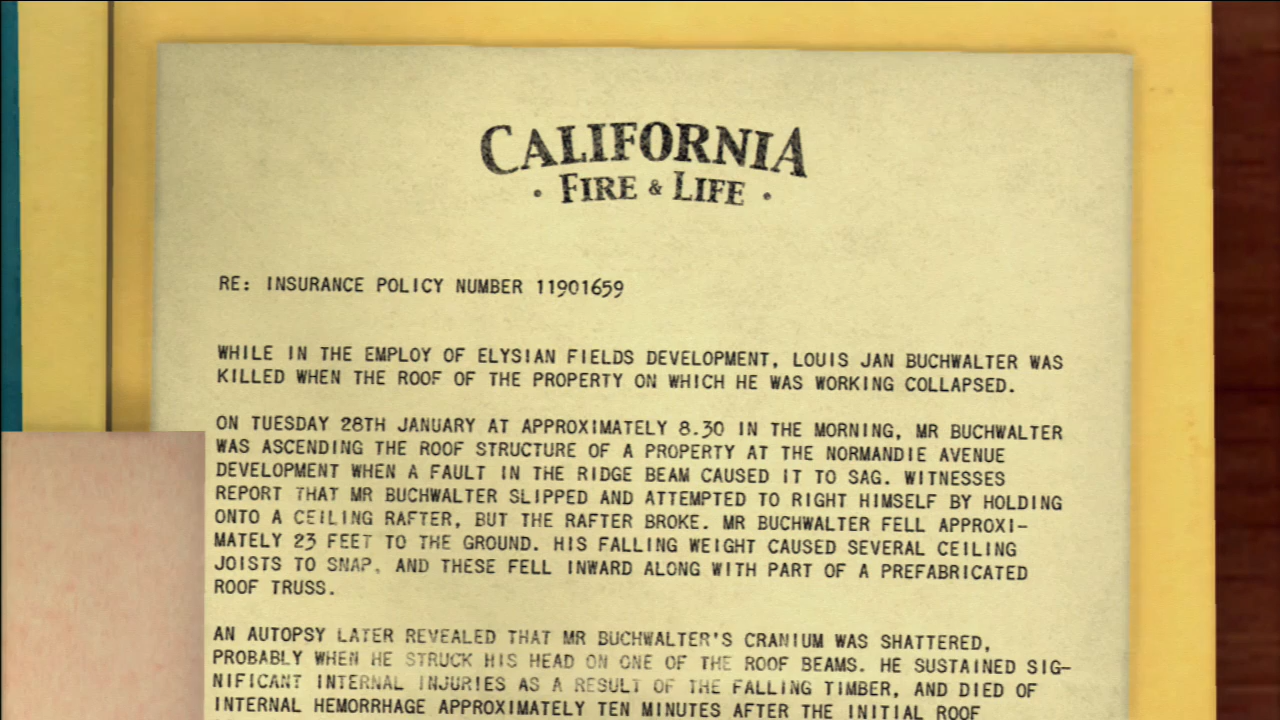 CALIFORNIA
· FIRE & LIFE ·
RE: INSURANCE POLICY NUMBER 11901659
WHILE IN THE EMPLOY OF ELYSIAN FIELDS DEVELOPMENT, LOUIS JAN BUCHWALTER WAS
KILLED WHEN THE ROOF OF THE PROPERTY ON WHICH HE WAS WORKING COLLAPSED.
ON TUESDAY 28TH JANUARY AT APPROXIMATELY 8.30 IN THE MORNING, MR BUCHWALTER
WAS ASCENDING THE ROOF STRUCTURE OF A PROPERTY AT THE NORMANDIE AVENUE
DEVELOPMENT WHEN A FAULT IN THE RIDGE BEAM CAUSED IT TO SAG. WITNESSES
REPORT THAT MR BUCHWALTER SLIPPED AND ATTEMPTED TO RIGHT HIMSELF BY HOLDING
ONTO A CEILING RAFTER, BUT THE RAFTER BROKE. MR BUCHWALTER FELL APPROXI-
MATELY 23 FEET TO THE GROUND. HIS FALLING WEIGHT CAUSED SEVERAL CEILING
JOISTS TO SNAP, AND THESE FELL INWARD ALONG WITH PART OF A PREFABRICATED
ROOF TRUSS.
AN AUTOPSY LATER REVEALED THAT MR BUCHWALTER'S CRANIUM WAS SHATTERED,
PROBABLY WHEN HE STRUCK HIS HEAD ON ONE OF THE ROOF BEAMS. HE SUSTAINED SIG-
NIFICANT INTERNAL INJURIES AS A RESULT OF THE FALLING TIMBER, AND DIED OF
INTERNAL HEMORRHAGE APPROXIMATELY TEN MINUTES AFTER THE INITIAL ROOF